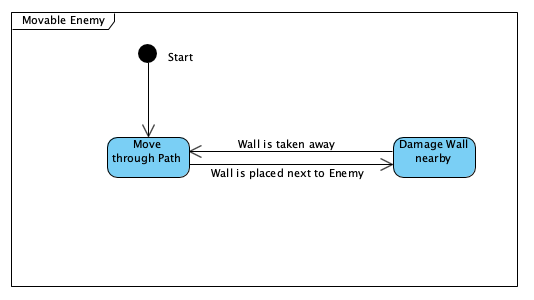 Movable Enemy
Start
Move
through Path
Wall is taken away
Damage Wall
nearby
Wall is placed next to Enemy